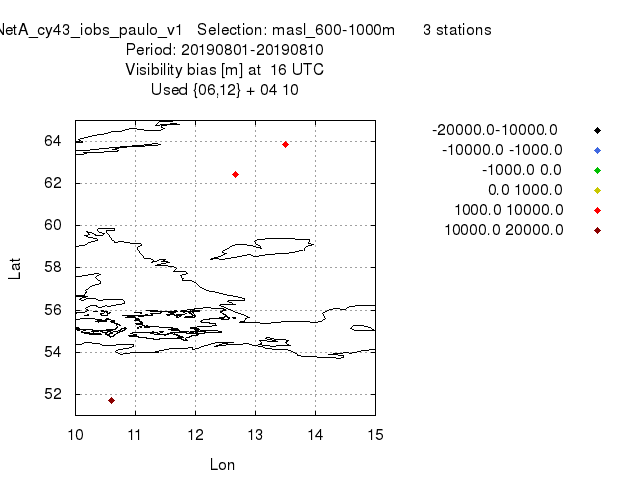 NetA_cy43_iobs_paulo_v1 Selection: masl_600-1000m 3 stations
Period: 20190801-20190810
Visibility bias [m] at 16 UTC
Used {06,12} + 04 10
-20000.0-10000.0
-10000.0 -1000.0
-1000.0 0.0
0.0 1000.0
1000.0 10000.0
10000.0 20000.0
Lat
64
62
60
58
56
54
52
10 11 12 13 14 15
Lon